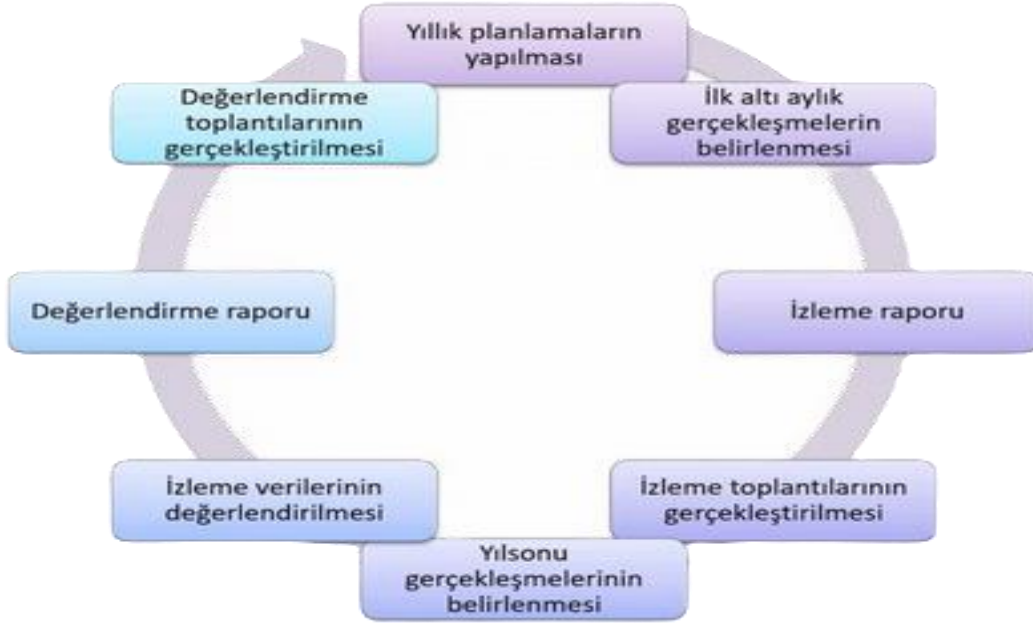 Yıllık planlamaların
yapılması
İlk altı aylık
gerçekleşmelerin
belirlenmesi
İzleme raporu
İzleme toplantılarının
gerçekleştirilmesi
Yılsonu
gerçekleşmelerinin
belirlenmesi
İzleme verilerinin
değerlendirilmesi
Değerlendirme raporu
Değerlendirme
toplantılarının
gerçekleştirilmesi